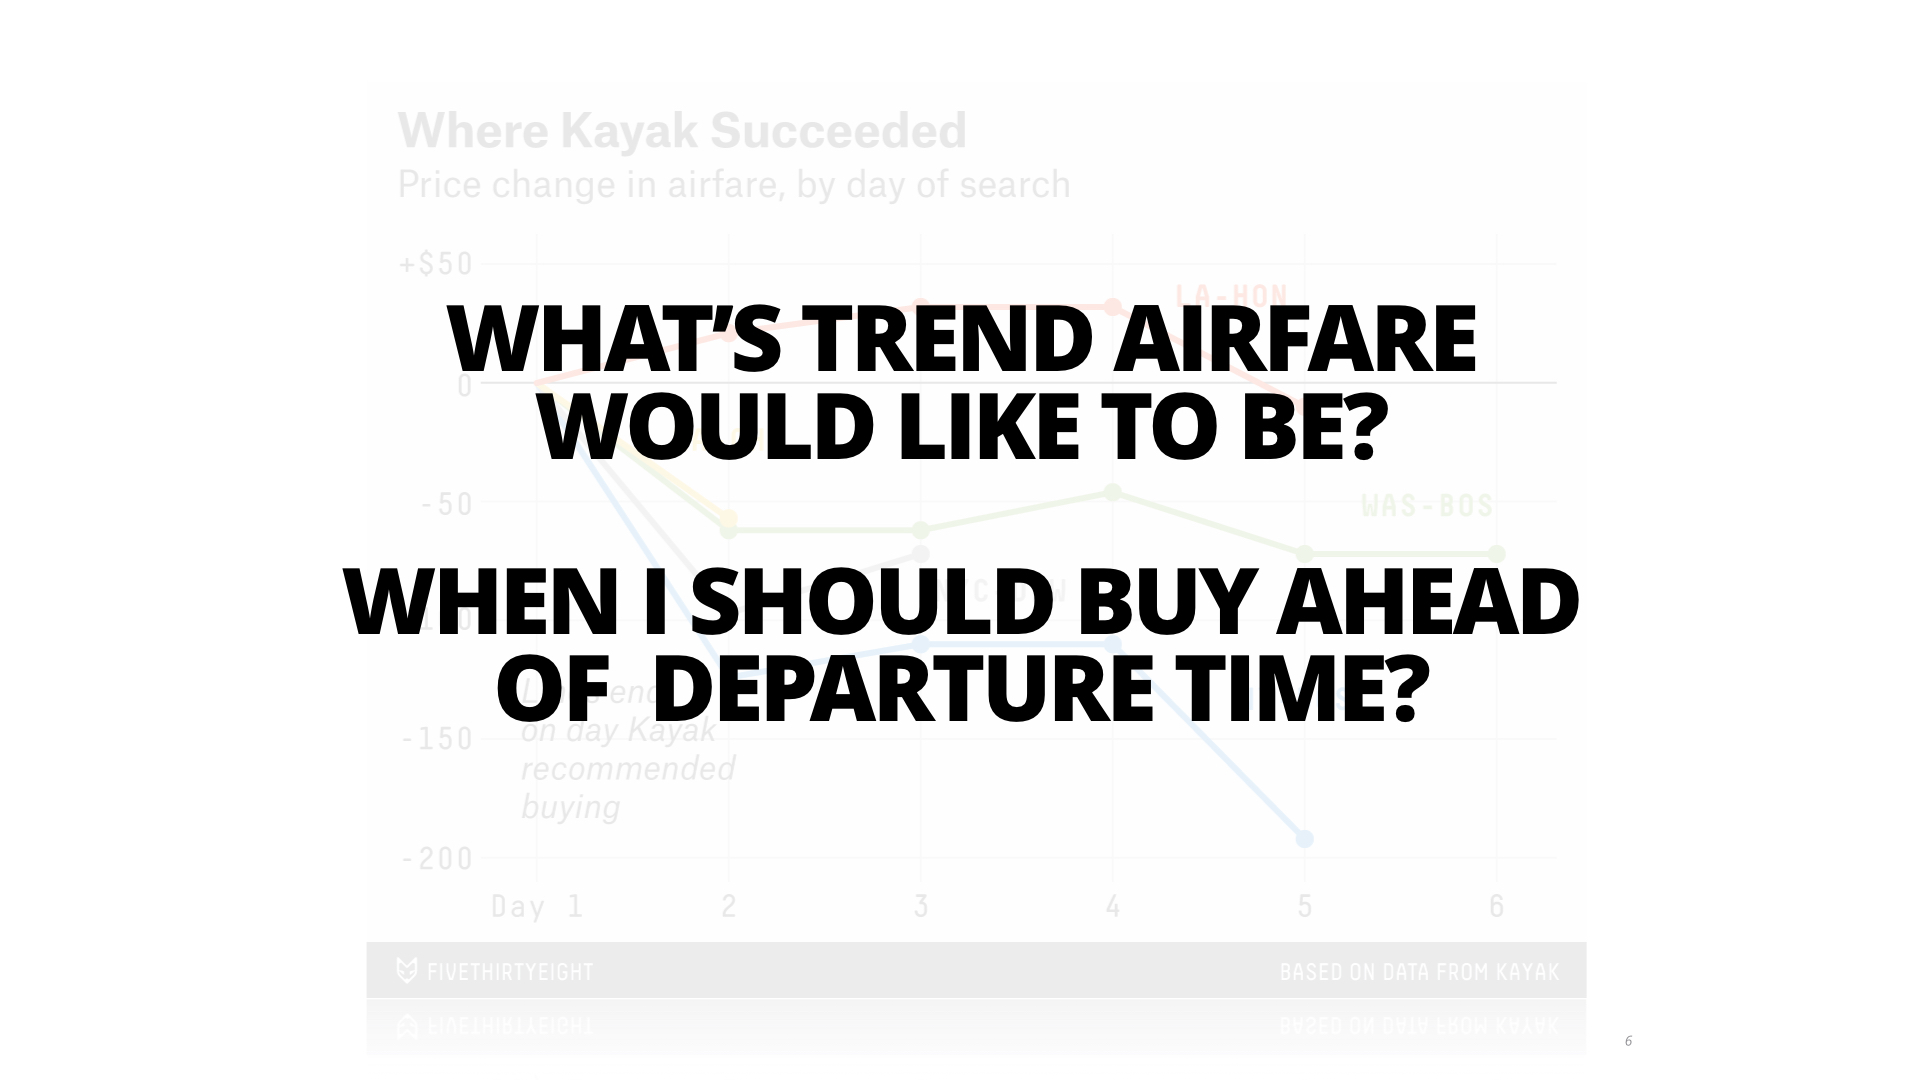 Where Kayak Succeeded
Price change in airfare, by day of search
+$50
LA-HON
WHAT’S TREND AIRFARE
0
WOULD LIKE TO BE?
-50
WAS-BOS
WHEN I SHOULD BUY AHEAD
OF DEPARTURE TIME?
on day Kayak
-150
recommended
buying
-200
Day 1 2 3 4 5 6
FIVETHIRTYEIGHT
BASED ON DATA FROM KAYAK
6